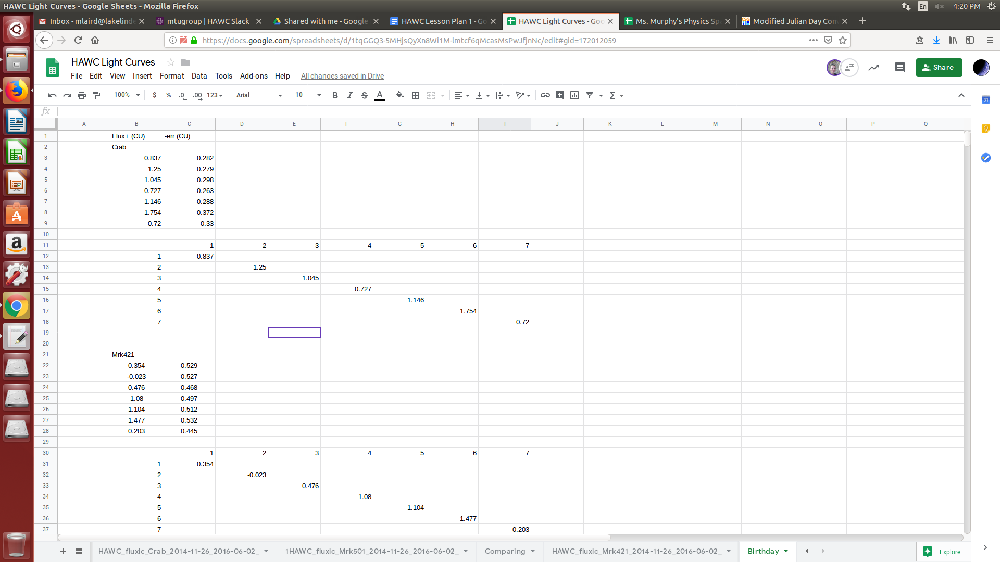 HAWC Light Curves - Google Sheets - Mozilla Firefox
En
4:20 PM
Inbox - mlaird@lakelind
mtugroup | HAWC Slack
Shared with me - Google
HAWC Lesson Plan 1 - Go
HAWC Light Curves - Goo
Ms. Murphy's Physics Sp
Modified Julian Day Con
https://docs.google.com/spreadsheets/d/1tqGGQ3-5MHjsQyXn8Wi1M-lmtcf6qMcasMsPwJfjnNc/edit#gid=172012059
HAWC Light Curves
File Edit View Insert Format Data Tools Add-ons Help All changes saved in Drive
Share
100% $ % .0 .00 123 Arial 10 B I S A
31
fx
A B C D E F G H I J K L M N O P Q
1 Flux+ (CU) -err (CU)
2 Crab
3 0.837 0.282
4 1.25 0.279
5 1.045 0.298
6 0.727 0.263
7 1.146 0.288
8 1.754 0.372
9 0.72 0.33
10
11 1 2 3 4 5 6 7
12 1 0.837
13 2 1.25
14 3 1.045
15 4 0.727
16 5 1.146
17 6 1.754
18 7 0.72
19
20
21 Mrk421
22 0.354 0.529
23 -0.023 0.527
24 0.476 0.468
25 1.08 0.497
26 1.104 0.512
27 1.477 0.532
28 0.203 0.445
29
30 1 2 3 4 5 6 7
31 1 0.354
32 2 -0.023
33 3 0.476
34 4 1.08
35 5 1.104
36 6 1.477
37 7 0.203
HAWC_fluxlc_Crab_2014-11-26_2016-06-02_ 1HAWC_fluxlc_Mrk501_2014-11-26_2016-06-02_ Comparing HAWC_fluxlc_Mrk421_2014-11-26_2016-06-02_ Birthday Explore